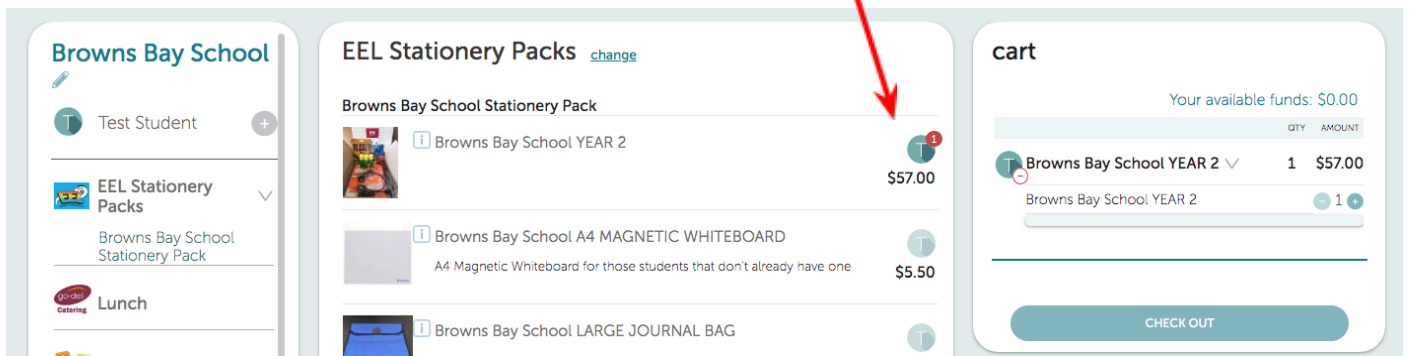 Browns Bay School
T
Test Student
+
EEL Stationery
Packs
Browns Bay School
Stationery Pack
go-del
Catering
Lunch
EEL Stationery Packs change
Browns Bay School Stationery Pack
i Browns Bay School YEAR 2
T 1
$57.00
i Browns Bay School A4 MAGNETIC WHITEBOARD
A4 Magnetic Whiteboard for those students that don't already have one
T
$5.50
i Browns Bay School LARGE JOURNAL BAG
T
cart
Your available funds: $0.00
QTY AMOUNT
T Browns Bay School YEAR 2 1 $57.00
Browns Bay School YEAR 2 − 1 +
CHECK OUT